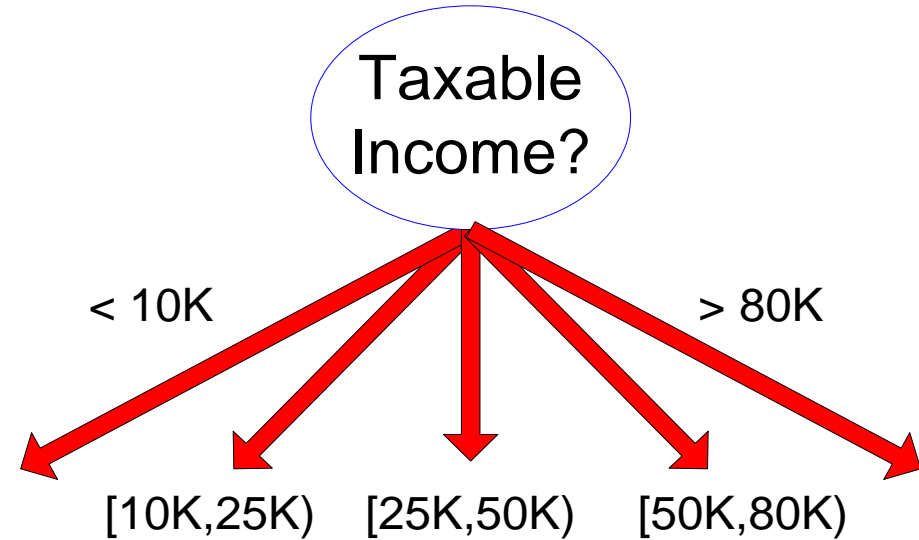 Taxable
Income?
< 10K
> 80K
[10K,25K)
[25K,50K)
[50K,80K)